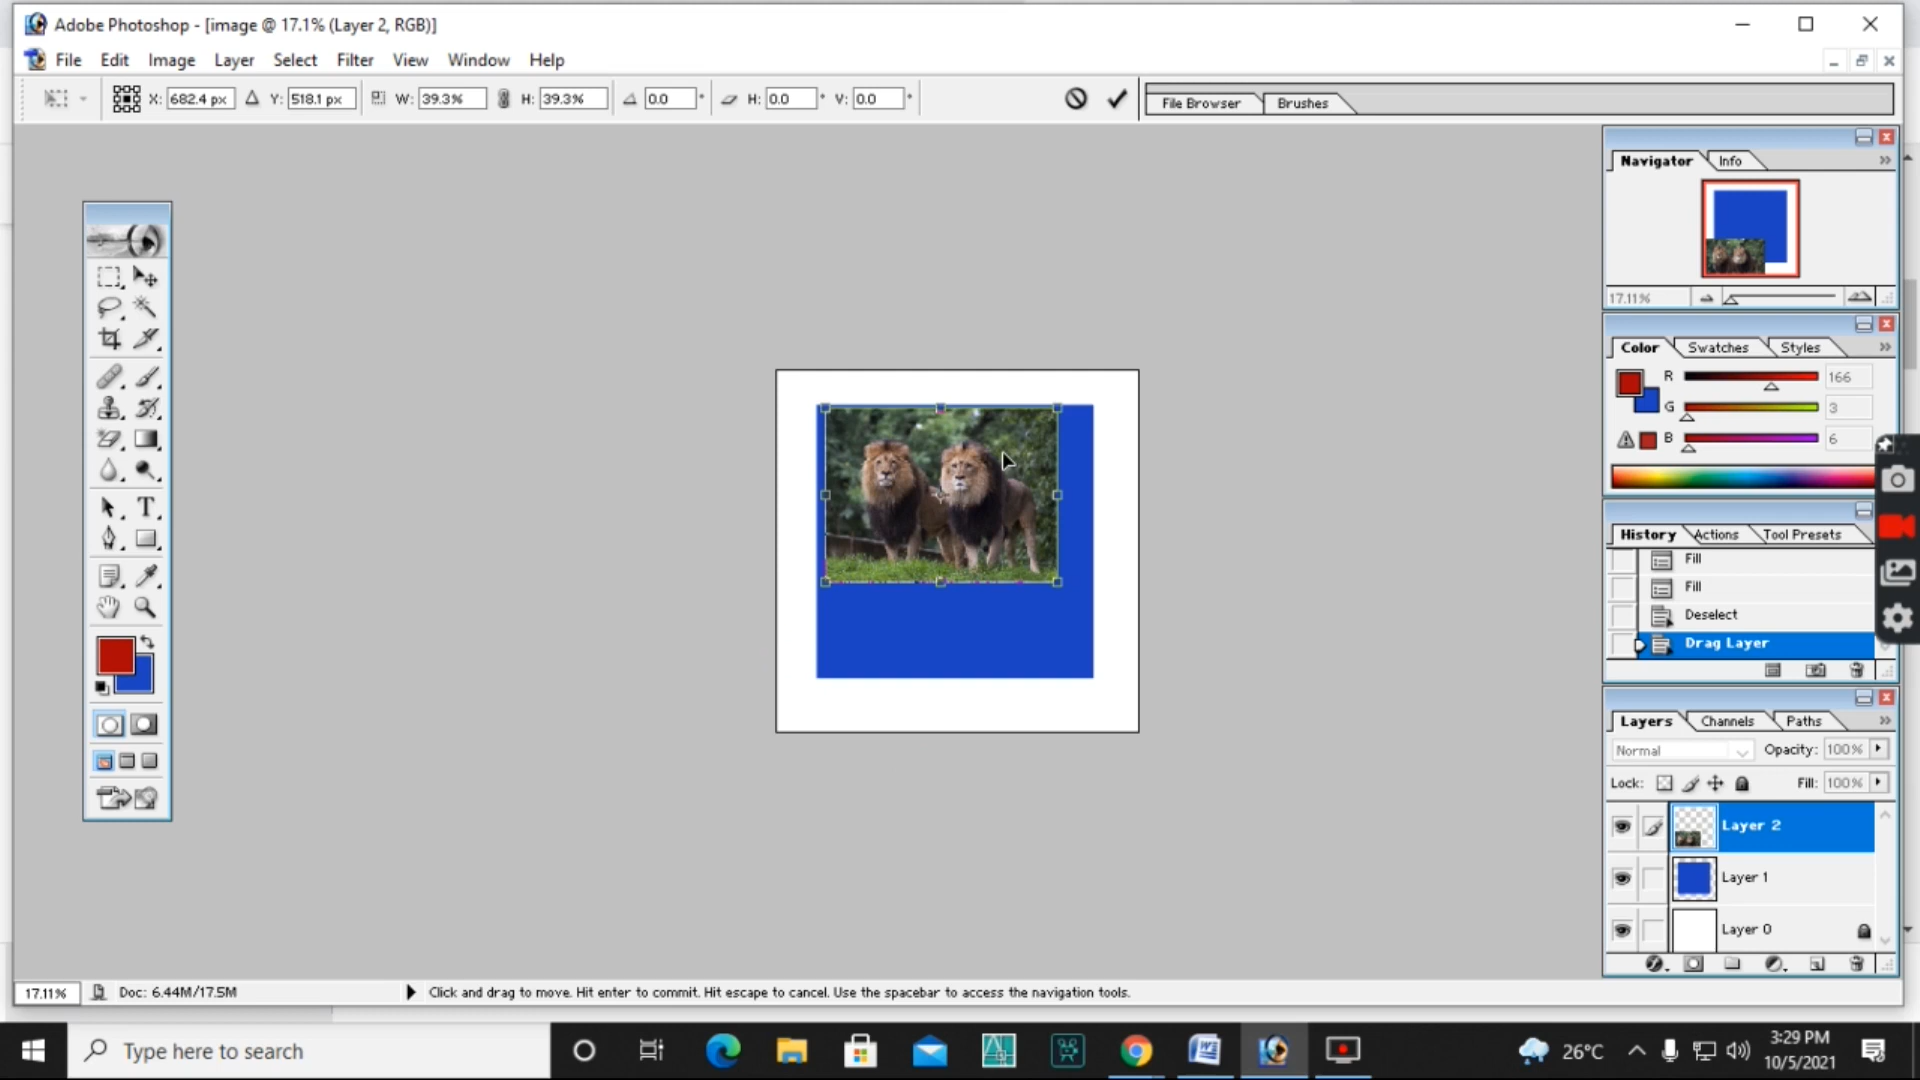 Adobe Photoshop - [image @ 17.1% (Layer 2, RGB)]
File Edit Image Layer Select Filter View Window Help
X: 682.4 px Y: 518.1 px W: 39.3% H: 39.3% 0.0 ° H: 0.0 ° V: 0.0 °
File Browser Brushes
Navigator Info
17.11%
Color Swatches Styles
R 166
G 3
B 6
History Actions Tool Presets
Fill
Fill
Deselect
Drag Layer
Layers Channels Paths
Normal Opacity: 100%
Lock: Fill: 100%
Layer 2
Layer 1
Layer 0
T
17.11% Doc: 6.44M/17.5M Click and drag to move. Hit enter to commit. Hit escape to cancel. Use the spacebar to access the navigation tools.
Type here to search
26°C
3:29 PM
10/5/2021